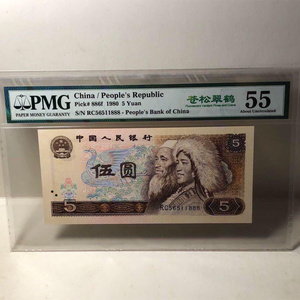 PMG
PAPER MONEY GUARANTY
China / People's Republic
Pick# 886f 1980 5 Yuan
S/N RC56511888 - People's Bank of China
苍松翠鹤
55
About Uncirculated
中国人民银行
5
伍圆
RC56511888
5
5